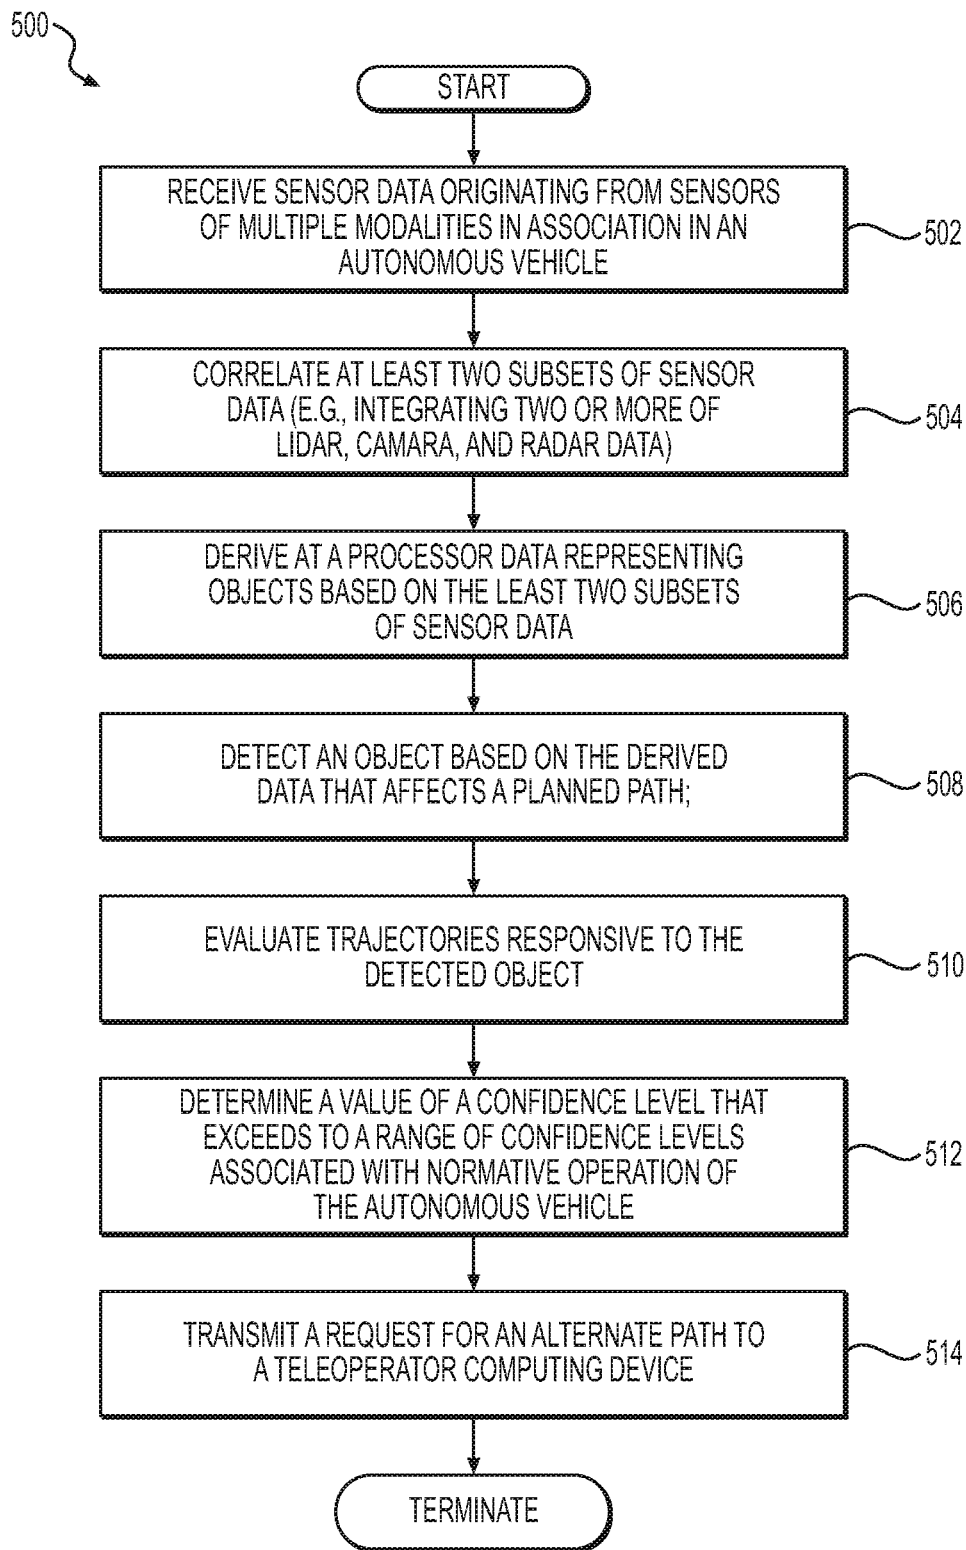 500
START
RECEIVE SENSOR DATA ORIGINATING FROM SENSORS
OF MULTIPLE MODALITIES IN ASSOCIATION IN AN
AUTONOMOUS VEHICLE
502
CORRELATE AT LEAST TWO SUBSETS OF SENSOR
DATA (E.G., INTEGRATING TWO OR MORE OF
LIDAR, CAMARA, AND RADAR DATA)
504
DERIVE AT A PROCESSOR DATA REPRESENTING
OBJECTS BASED ON THE LEAST TWO SUBSETS
OF SENSOR DATA
506
DETECT AN OBJECT BASED ON THE DERIVED
DATA THAT AFFECTS A PLANNED PATH;
508
EVALUATE TRAJECTORIES RESPONSIVE TO THE
DETECTED OBJECT
510
DETERMINE A VALUE OF A CONFIDENCE LEVEL THAT
EXCEEDS TO A RANGE OF CONFIDENCE LEVELS
ASSOCIATED WITH NORMATIVE OPERATION OF
THE AUTONOMOUS VEHICLE
512
TRANSMIT A REQUEST FOR AN ALTERNATE PATH TO
A TELEOPERATOR COMPUTING DEVICE
514
TERMINATE